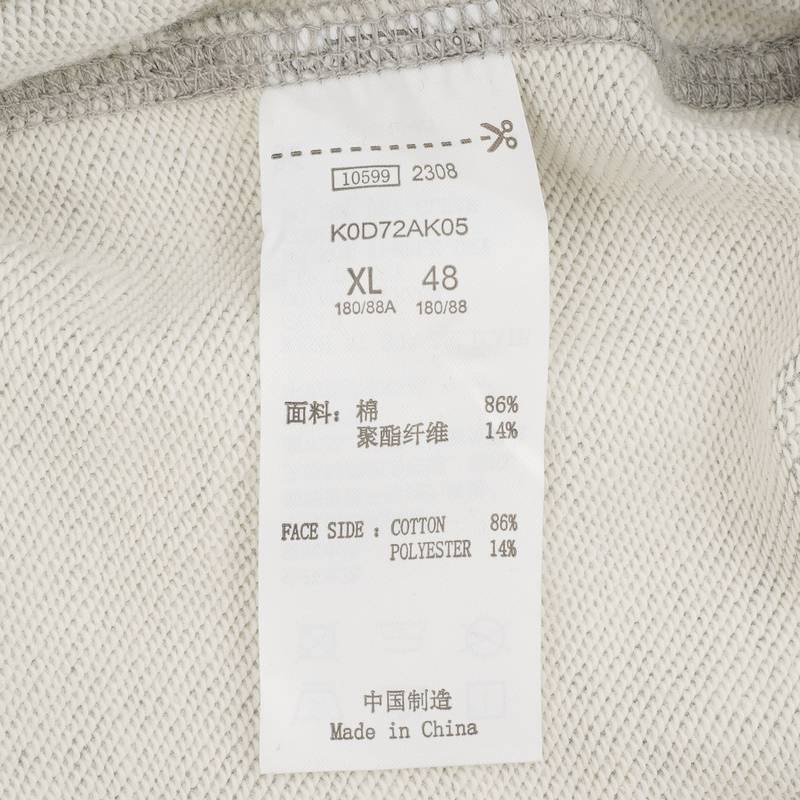 10599 2308
K0D72AK05
XL 48
180/88A 180/88
面料: 棉 86%
聚酯纤维 14%
FACE SIDE : COTTON 86%
POLYESTER 14%
中国制造
Made in China